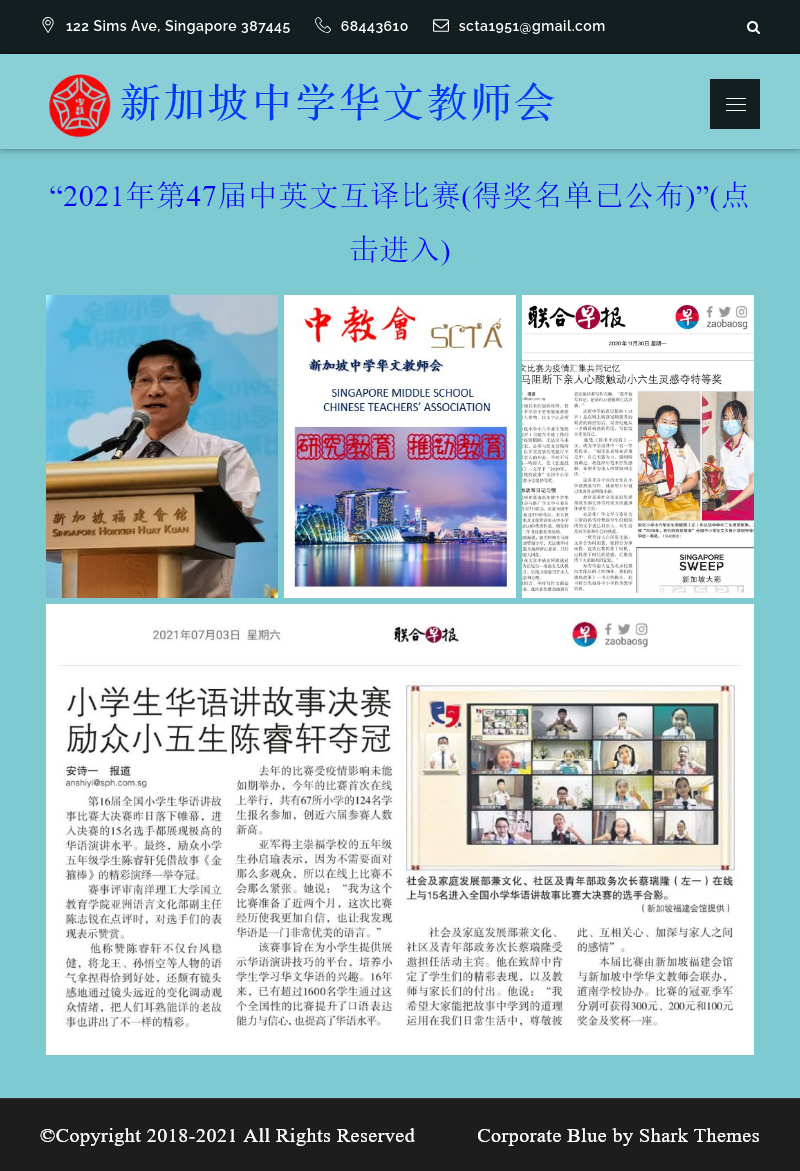 122 Sims Ave, Singapore 387445
68443610
scta1951@gmail.com
新加坡中学华文教师会
“2021年第47届中英文互译比赛(得奖名单已公布)”(点
击进入)
新加坡福建會館
SINGAPORE HOKKIEN HUAY KUAN
中教會
SCTA
新加坡中学华文教师会
SINGAPORE MIDDLE SCHOOL
CHINESE TEACHERS’ ASSOCIATION
研究教育 推动教育
联合早报
早
zaobaosg
2020年11月30日 星期一
文比赛为疫情汇集共同记忆
马阻断下亲人心酸触动小六生灵感夺特等奖
SINGAPORE
SWEEP
新加坡大彩
2021年07月03日 星期六
联合早报
早
zaobaosg
小学生华语讲故事决赛
励众小五生陈睿轩夺冠
安诗一 报道
anshiyi@sph.com.sg
第16届全国小学生华语讲故
事比赛大决赛昨日落下帷幕，进
入决赛的15名选手都展现极高的
华语演讲水平。最终，励众小学
五年级学生陈睿轩凭借故事《金
箍棒》的精彩演绎一举夺冠。
赛事评审南洋理工大学国立
教育学院亚洲语言文化部副主任
陈志锐在点评时，对选手们的表
现表示赞赏。
他称赞陈睿轩不仅台风稳
健，将龙王、孙悟空等人物的语
气拿捏得恰到好处，还颇有镜头
感地通过镜头远近的变化调动观
众情绪，把人们耳熟能详的老故
事也讲出了不一样的精彩。
去年的比赛受疫情影响未能
如期举办，今年的比赛首次在线
上举行，共有67所小学的124名学
生报名参加，创近六届参赛人数
新高。
亚军得主崇福学校的五年级
生孙启瑜表示，因为不需要面对
那么多观众，所以在线上比赛不
会那么紧张。她说：“我为这个
比赛准备了近两个月，这次比赛
经历使我更加自信，也让我发现
华语是一门非常优美的语言。”
该赛事旨在为小学生提供展
示华语演讲技巧的平台，培养小
学生学习华文华语的兴趣。16年
来，已有超过1600名学生通过这
个全国性的比赛提升了口语表达
能力与信心，也提高了华语水平。
社会及家庭发展部兼文化、社区及青年部政务次长蔡瑞隆（左一）在线
上与15名进入全国小学华语讲故事比赛大决赛的选手合影。
（新加坡福建会馆提供）
社会及家庭发展部兼文化、
社区及青年部政务次长蔡瑞隆受
邀担任活动主宾。他在致辞中肯
定了学生们的精彩表现，以及教
师与家长们的付出。他说：“我
希望大家能把故事中学到的道理
运用在我们日常生活中，尊敬彼
此、互相关心、加深与家人之间
的感情”。
本届比赛由新加坡福建会馆
与新加坡中学华文教师会联办，
道南学校协办。比赛的冠亚季军
分别可获得300元、200元和100元
奖金及奖杯一座。
©Copyright 2018-2021 All Rights Reserved
Corporate Blue by Shark Themes